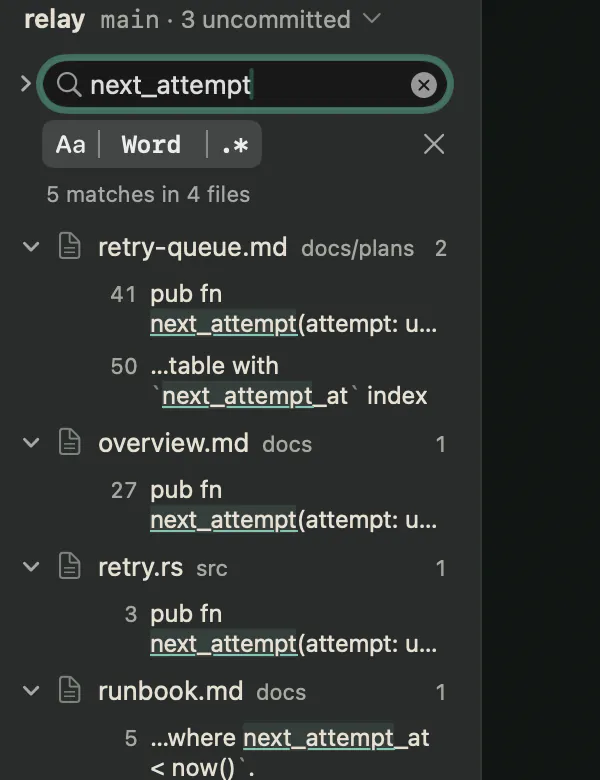 relay main · 3 uncommitted
next_attempt
Aa Word .*
5 matches in 4 files
retry-queue.md docs/plans 2
41 pub fn
next_attempt(attempt: u...
50 ...table with
`next_attempt_at` index
overview.md docs 1
27 pub fn
next_attempt(attempt: u...
retry.rs src 1
3 pub fn
next_attempt(attempt: u...
runbook.md docs 1
5 ...where next_attempt_at
< now()`.